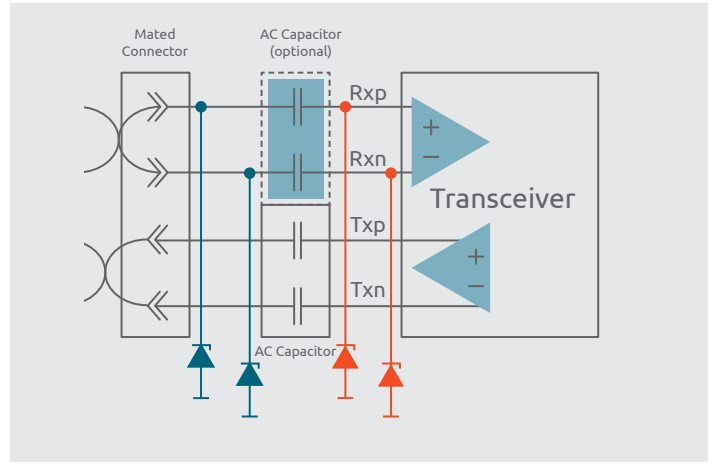 Mated
Connector
AC Capacitor
(optional)
Rxp
+
Rxn
−
Transceiver
Txp
+
Txn
−
AC Capacitor